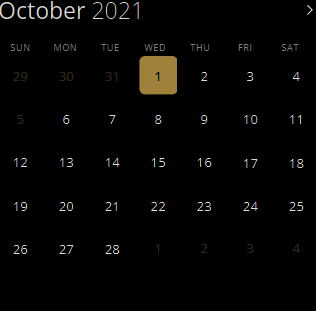 October 2021
SUN MON TUE WED THU FRI SAT
29 30 31 1 2 3 4
5 6 7 8 9 10 11
12 13 14 15 16 17 18
19 20 21 22 23 24 25
26 27 28 1 2 3 4